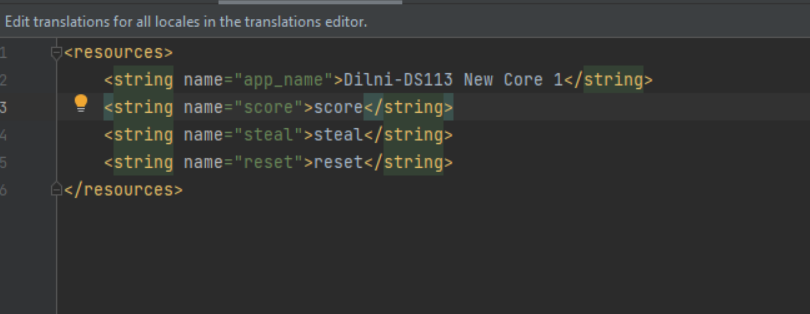 Edit translations for all locales in the translations editor.
1 <resources>
2 <string name="app_name">Dilni-DS113 New Core 1</string>
3 <string name="score">score</string>
4 <string name="steal">steal</string>
5 <string name="reset">reset</string>
6 </resources>